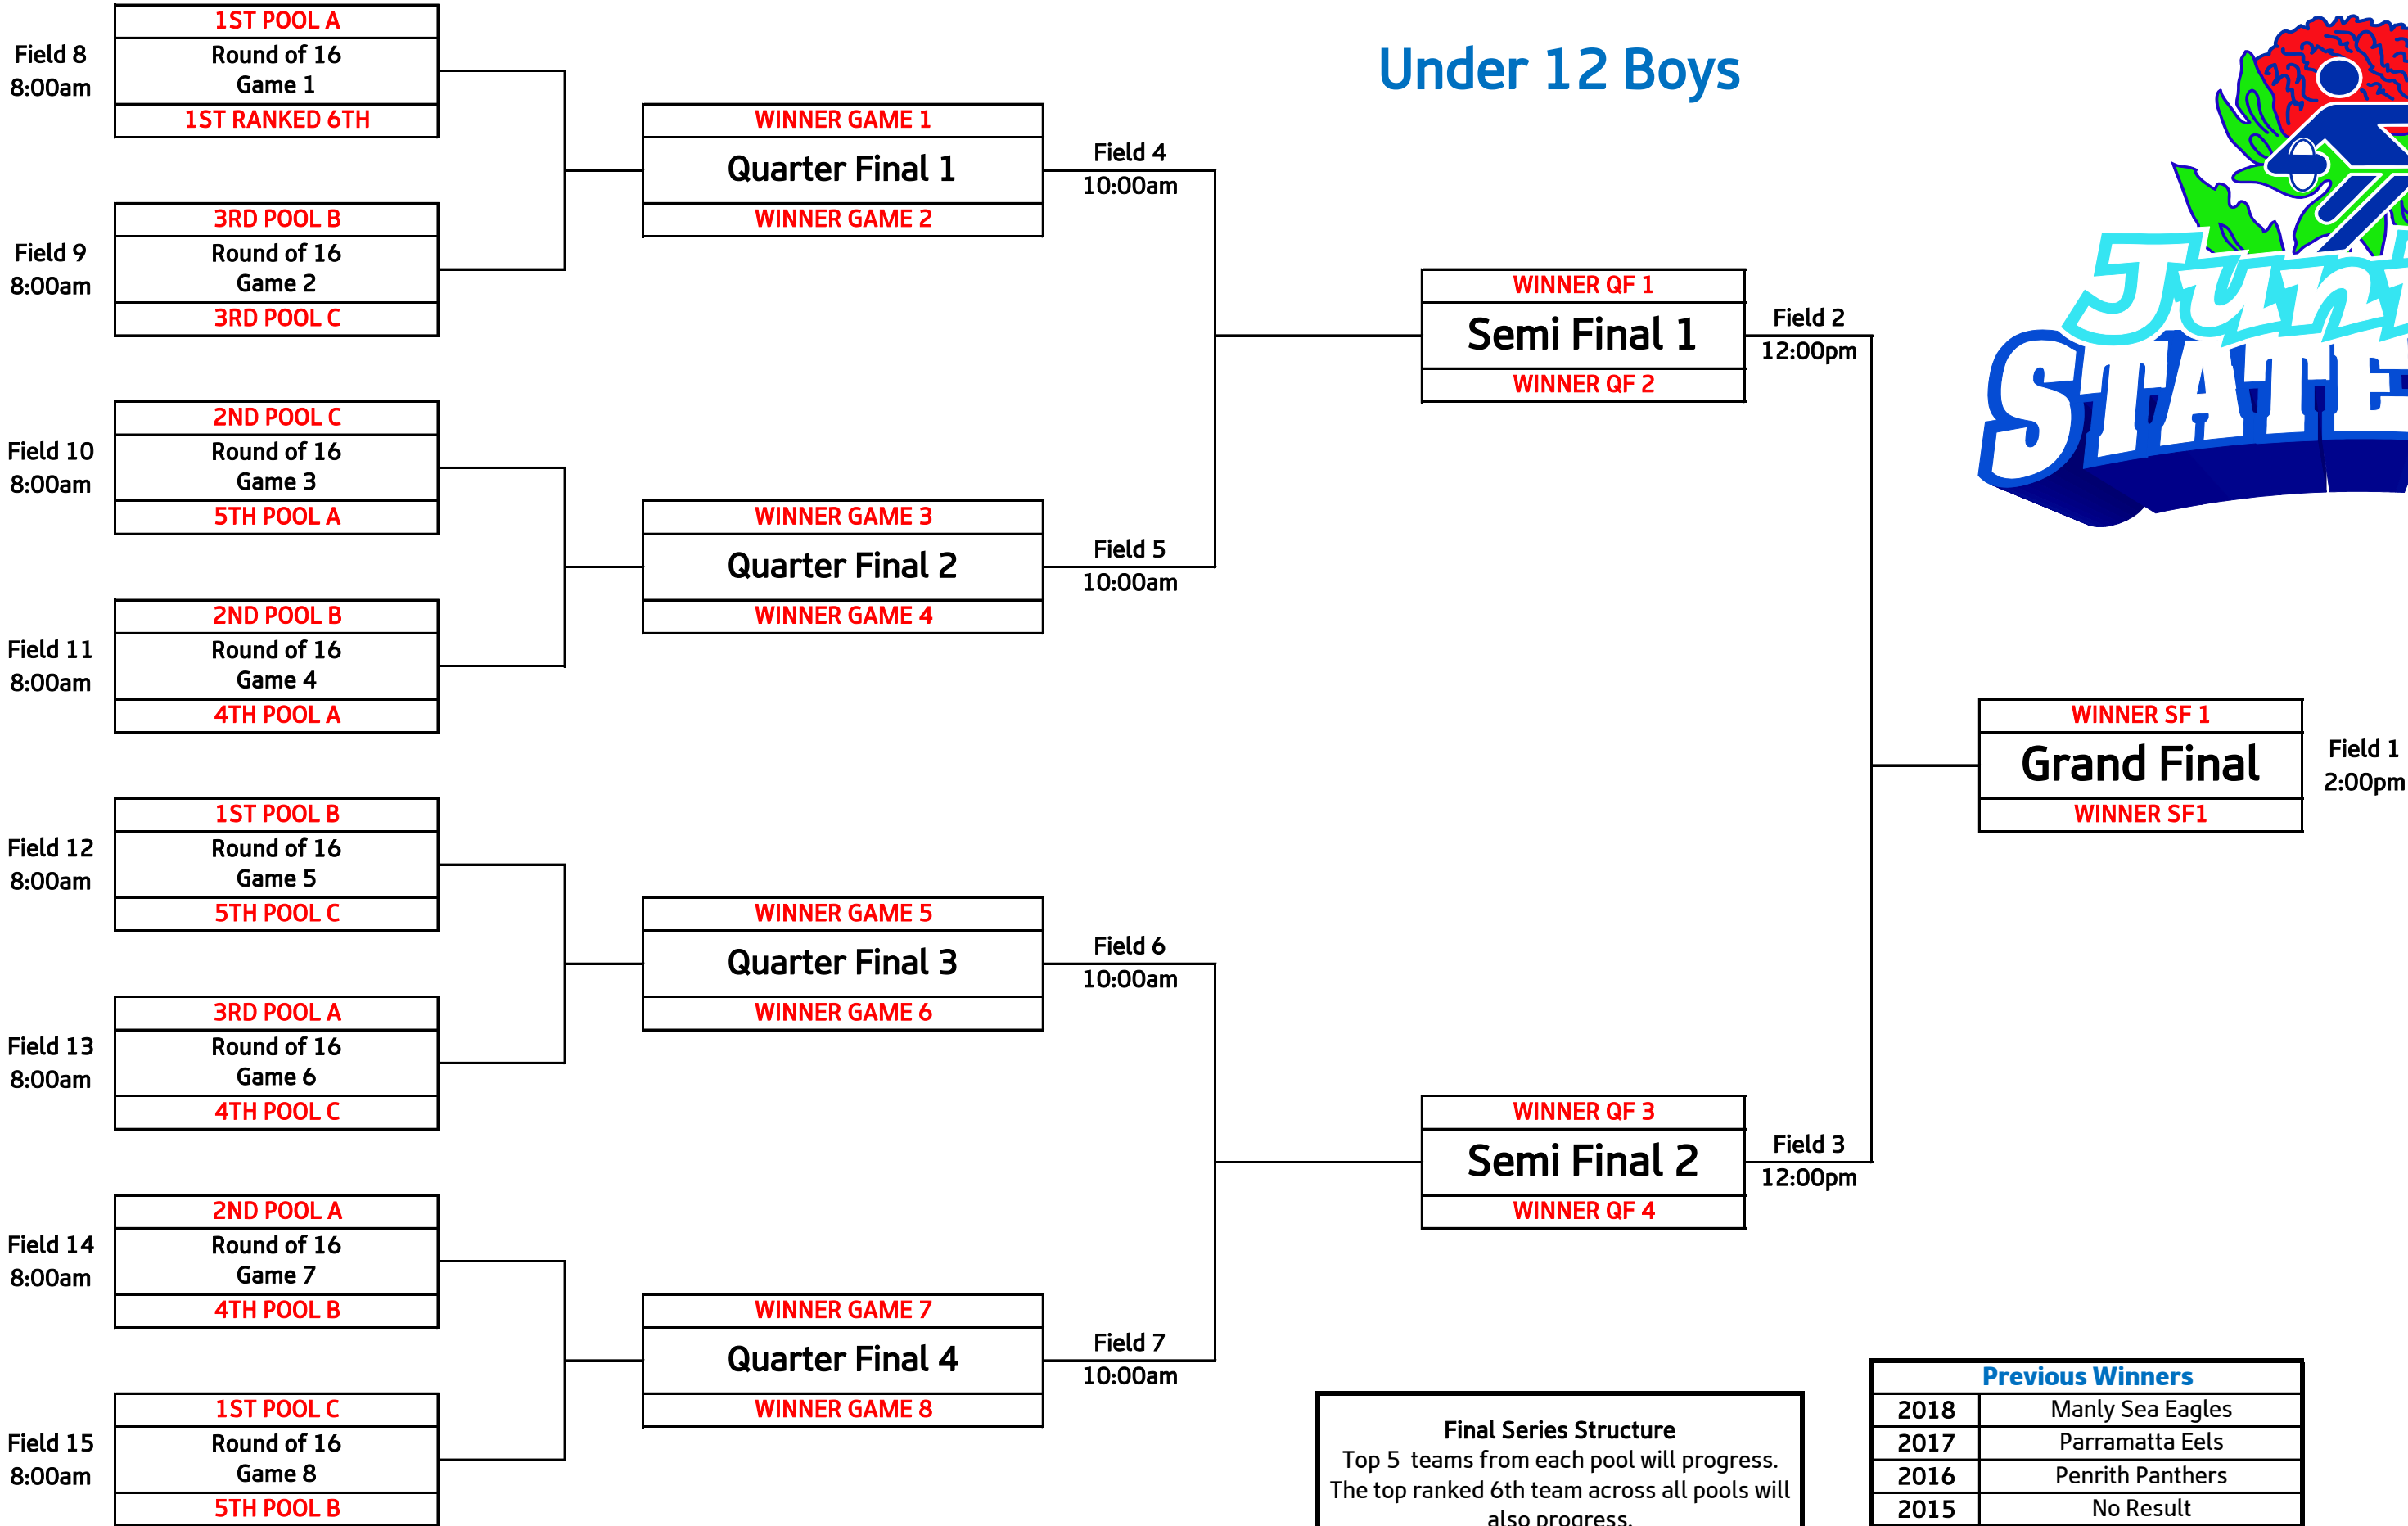 Under 12 Boys
Field 8
8:00am
1ST POOL A
Round of 16
Game 1
1ST RANKED 6TH
Field 9
8:00am
3RD POOL B
Round of 16
Game 2
3RD POOL C
Field 10
8:00am
2ND POOL C
Round of 16
Game 3
5TH POOL A
Field 11
8:00am
2ND POOL B
Round of 16
Game 4
4TH POOL A
Field 12
8:00am
1ST POOL B
Round of 16
Game 5
5TH POOL C
Field 13
8:00am
3RD POOL A
Round of 16
Game 6
4TH POOL C
Field 14
8:00am
2ND POOL A
Round of 16
Game 7
4TH POOL B
Field 15
8:00am
1ST POOL C
Round of 16
Game 8
5TH POOL B
WINNER GAME 1
Quarter Final 1
WINNER GAME 2
Field 4
10:00am
WINNER GAME 3
Quarter Final 2
WINNER GAME 4
Field 5
10:00am
WINNER GAME 5
Quarter Final 3
WINNER GAME 6
Field 6
10:00am
WINNER GAME 7
Quarter Final 4
WINNER GAME 8
Field 7
10:00am
WINNER QF 1
Semi Final 1
WINNER QF 2
Field 2
12:00pm
WINNER QF 3
Semi Final 2
WINNER QF 4
Field 3
12:00pm
WINNER SF 1
Grand Final
WINNER SF1
Field 1
2:00pm
STATE
Final Series Structure
Top 5 teams from each pool will progress.
The top ranked 6th team across all pools will
also progress.
Previous Winners
2018 Manly Sea Eagles
2017 Parramatta Eels
2016 Penrith Panthers
2015 No Result